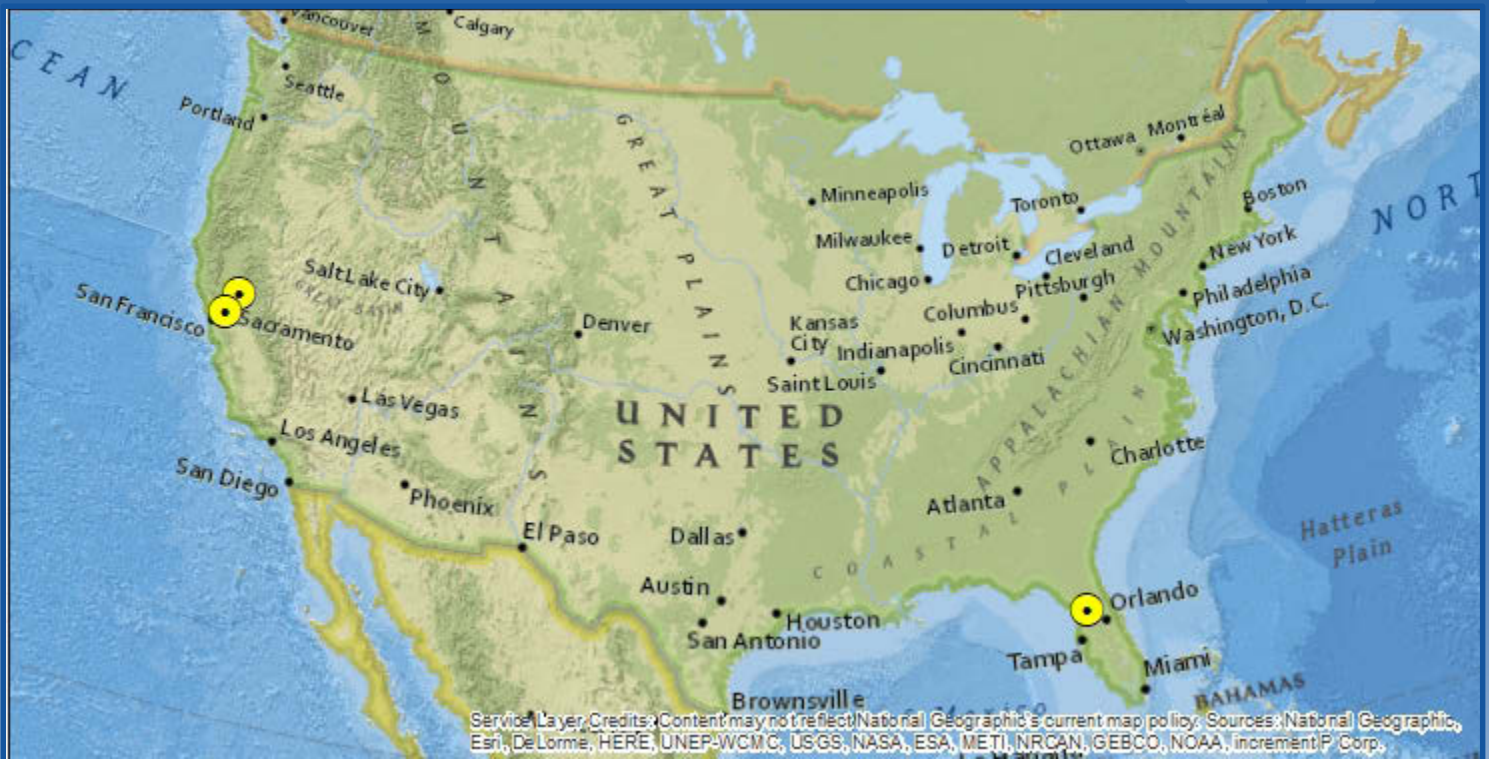 Vancouver
Calgary
CEAN
Seattle
Portland
MOUNTAINS
GREAT PLAINS
Ottawa
Montréal
Minneapolis
Toronto
Boston
NORT
Milwaukee
Detroit
Cleveland
New York
Chicago
Pittsburgh
Philadelphia
Salt Lake City
GREAT BASIN
San Francisco
Sacramento
Denver
Kansas
City
Columbus
Indianapolis
Cincinnati
Washington, D.C.
Saint Louis
APPALACHIAN MOUNTAINS
Las Vegas
UNITED
STATES
Los Angeles
Charlotte
San Diego
Phoenix
Atlanta
COASTAL PLAIN
El Paso
Dallas
Hatteras
Plain
Austin
Orlando
Houston
San Antonio
Tampa
Miami
BAHAMAS
Brownsville
Service Layer Credits: Content may not reflect National Geographic's current map policy. Sources: National Geographic,
Esri, DeLorme, HERE, UNEP-WCMC, USGS, NASA, ESA, METI, NRCAN, GEBCO, NOAA, increment P Corp.